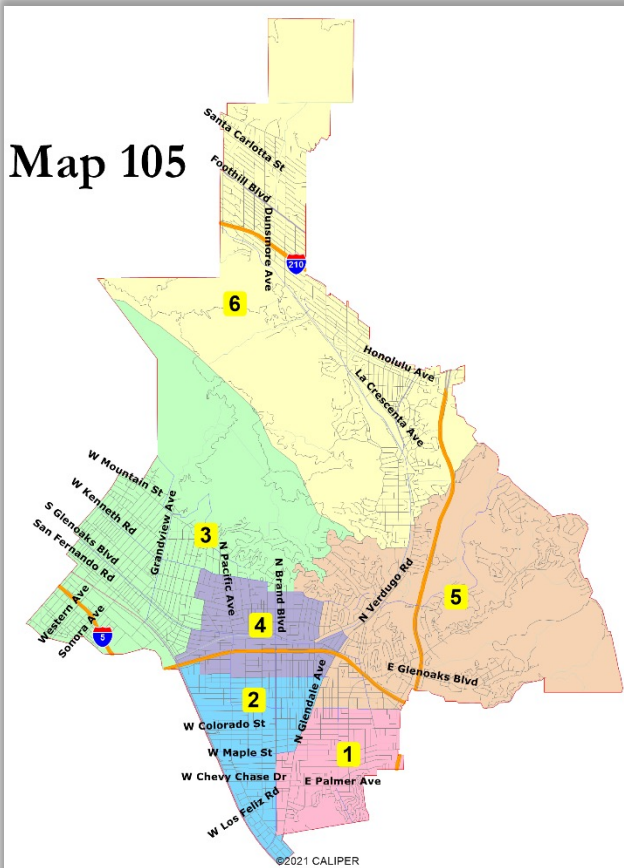 Map 105
Santa Carlotta St
Foothill Blvd
Dunsmore Ave
210
6
Honolulu Ave
La Crescenta Ave
W Mountain St
W Kenneth Rd
S Glenoaks Blvd
San Fernando Rd
Grandview Ave
3
N Pacific Ave
N Brand Blvd
N Verdugo Rd
5
Western Ave
Sonora Ave
5
4
E Glenoaks Blvd
2
N Glendale Ave
W Colorado St
W Maple St
1
W Chevy Chase Dr
E Palmer Ave
W Los Feliz Rd
©2021 CALIPER